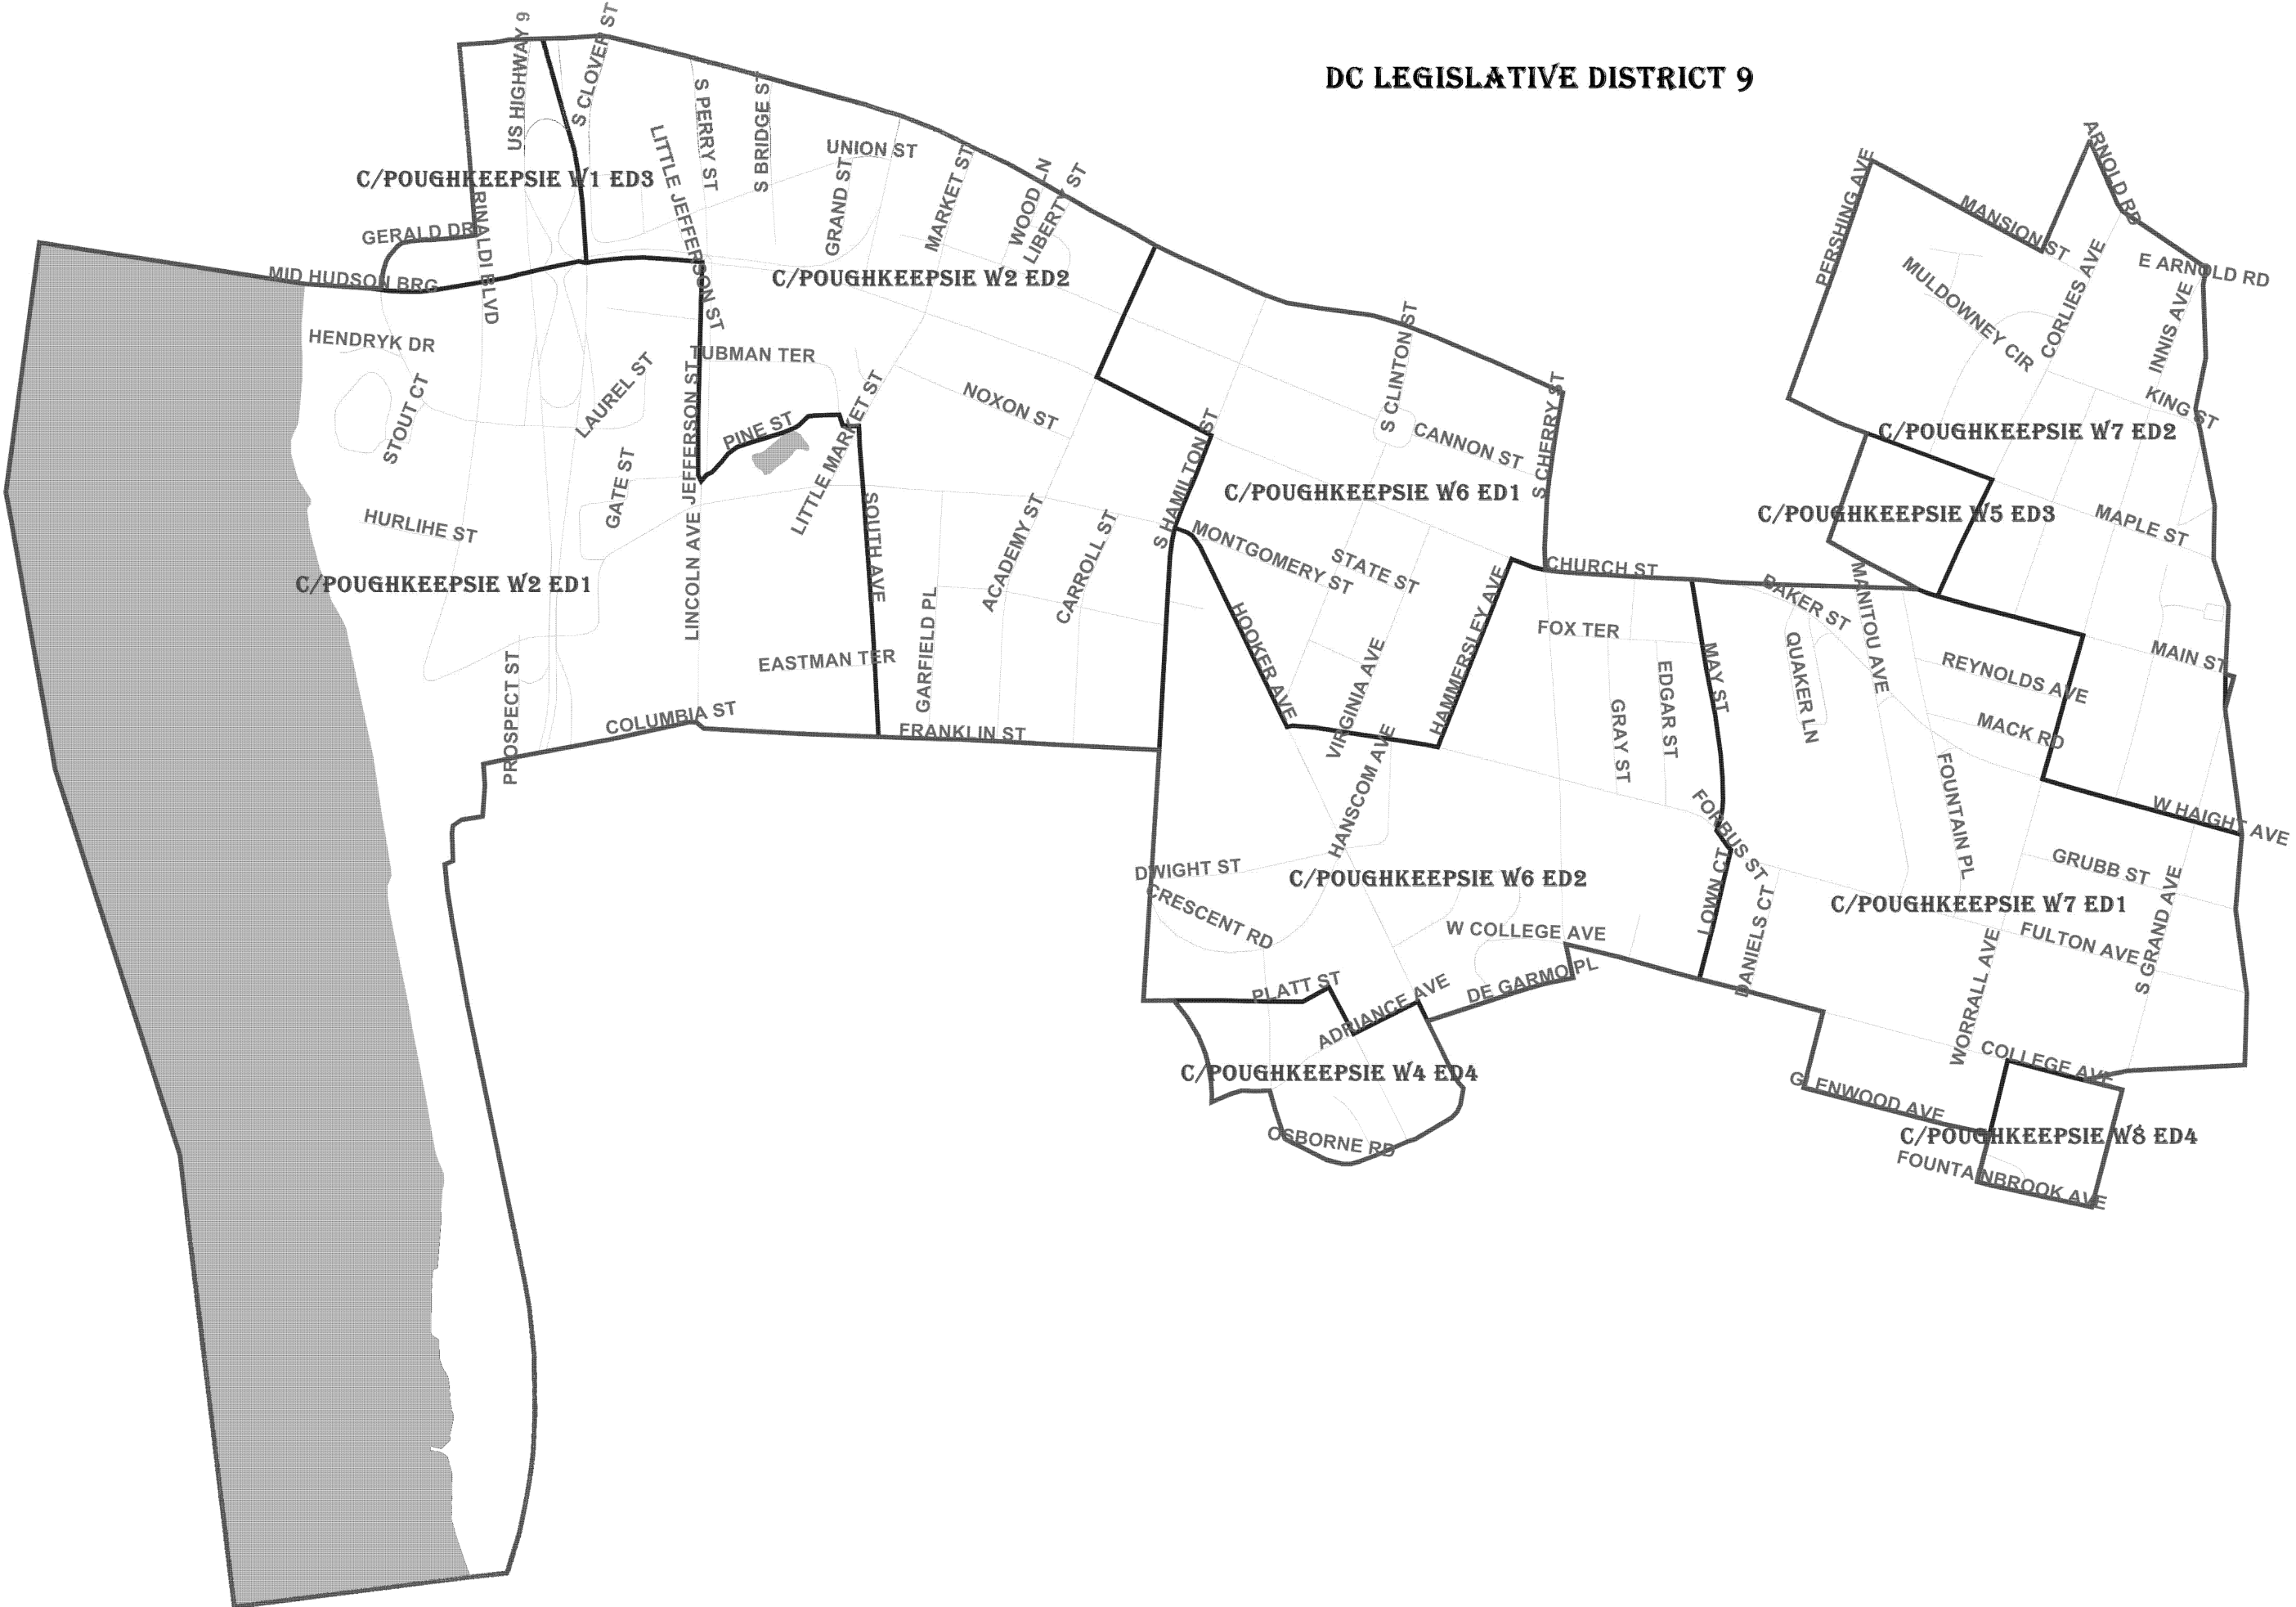 DC LEGISLATIVE DISTRICT 9
US HIGHWAY 9
S CLOVER ST
S PERRY ST
S BRIDGE ST
LITTLE JEFFERSON ST
UNION ST
GRAND ST
MARKET ST
WOOD LN
LIBERTY ST
C/POUGHKEEPSIE W1 ED3
RINALDI BLVD
GERALD DR
MID HUDSON BRG
C/POUGHKEEPSIE W2 ED2
HENDRYK DR
STOUT CT
LAUREL ST
GATE ST
TUBMAN TER
JEFFERSON ST
PINE ST
LITTLE MARKET ST
NOXON ST
HURLIHE ST
LINCOLN AVE
SOUTH AVE
ACADEMY ST
CARROLL ST
GARFIELD PL
C/POUGHKEEPSIE W2 ED1
EASTMAN TER
PROSPECT ST
COLUMBIA ST
FRANKLIN ST
S HAMILTON ST
S CLINTON ST
CANNON ST
S CHERRY ST
C/POUGHKEEPSIE W6 ED1
MONTGOMERY ST
STATE ST
HOOKER AVE
VIRGINIA AVE
HAMMERSLEY AVE
CHURCH ST
FOX TER
GRAY ST
EDGAR ST
MAY ST
HANSCOM AVE
DWIGHT ST
CRESCENT RD
C/POUGHKEEPSIE W6 ED2
W COLLEGE AVE
DE GARMO PL
PLATT ST
ADRIANCE AVE
C/POUGHKEEPSIE W4 ED4
OSBORNE RD
FORBUS ST
LOWN CT
DANIELS CT
ARNOLD RD
PERSHING AVE
MANSION ST
E ARNOLD RD
MULDOWNEY CIR
CORLIES AVE
INNIS AVE
KING ST
C/POUGHKEEPSIE W7 ED2
C/POUGHKEEPSIE W5 ED3
MAPLE ST
BAKER ST
MANITOU AVE
QUAKER LN
REYNOLDS AVE
MAIN ST
MACK RD
FOUNTAIN PL
W HAIGHT AVE
GRUBB ST
C/POUGHKEEPSIE W7 ED1
FULTON AVE
S GRAND AVE
WORRALL AVE
COLLEGE AVE
GLENWOOD AVE
C/POUGHKEEPSIE W8 ED4
FOUNTAINBROOK AVE